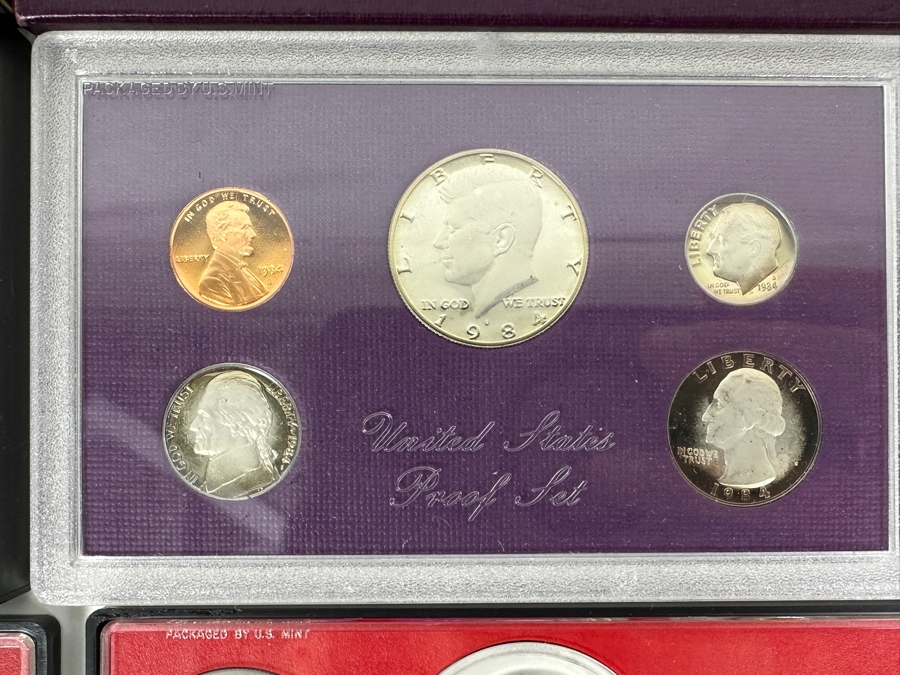 PACKAGED BY U.S. MINT
IN GOD WE TRUST
LIBERTY
1984
S
LIBERTY
IN GOD WE TRUST
1984
LIBERTY
IN GOD
WE TRUST
S
1984
IN GOD WE TRUST
LIBERTY 1984
United States
Proof Set
LIBERTY
IN GOD WE
TRUST
1984
PACKAGED BY U.S. MINT